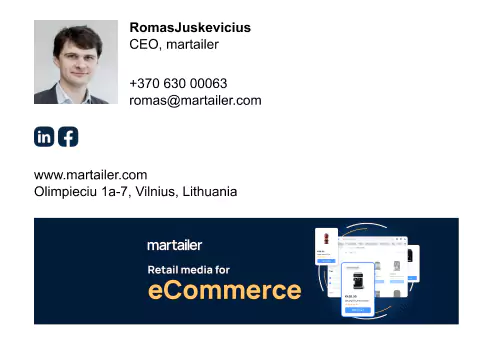 RomasJuskevicius
CEO, martailer
+370 630 00063
romas@martailer.com
in f
www.martailer.com
Olimpieciu 1a-7, Vilnius, Lithuania
martailer
Retail media for
eCommerce